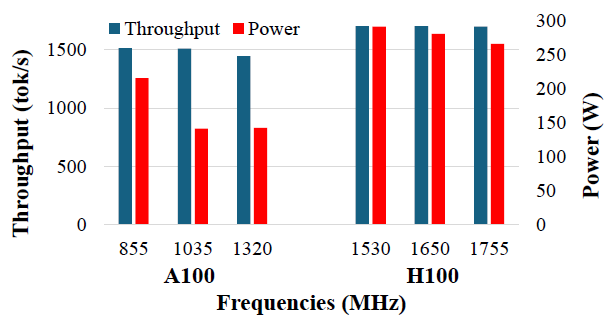 Throughput Power
Throughput (tok/s)
1500
1000
500
0
300
250
200
150
100
50
0
Power (W)
855 1035 1320 1530 1650 1755
A100 H100
Frequencies (MHz)